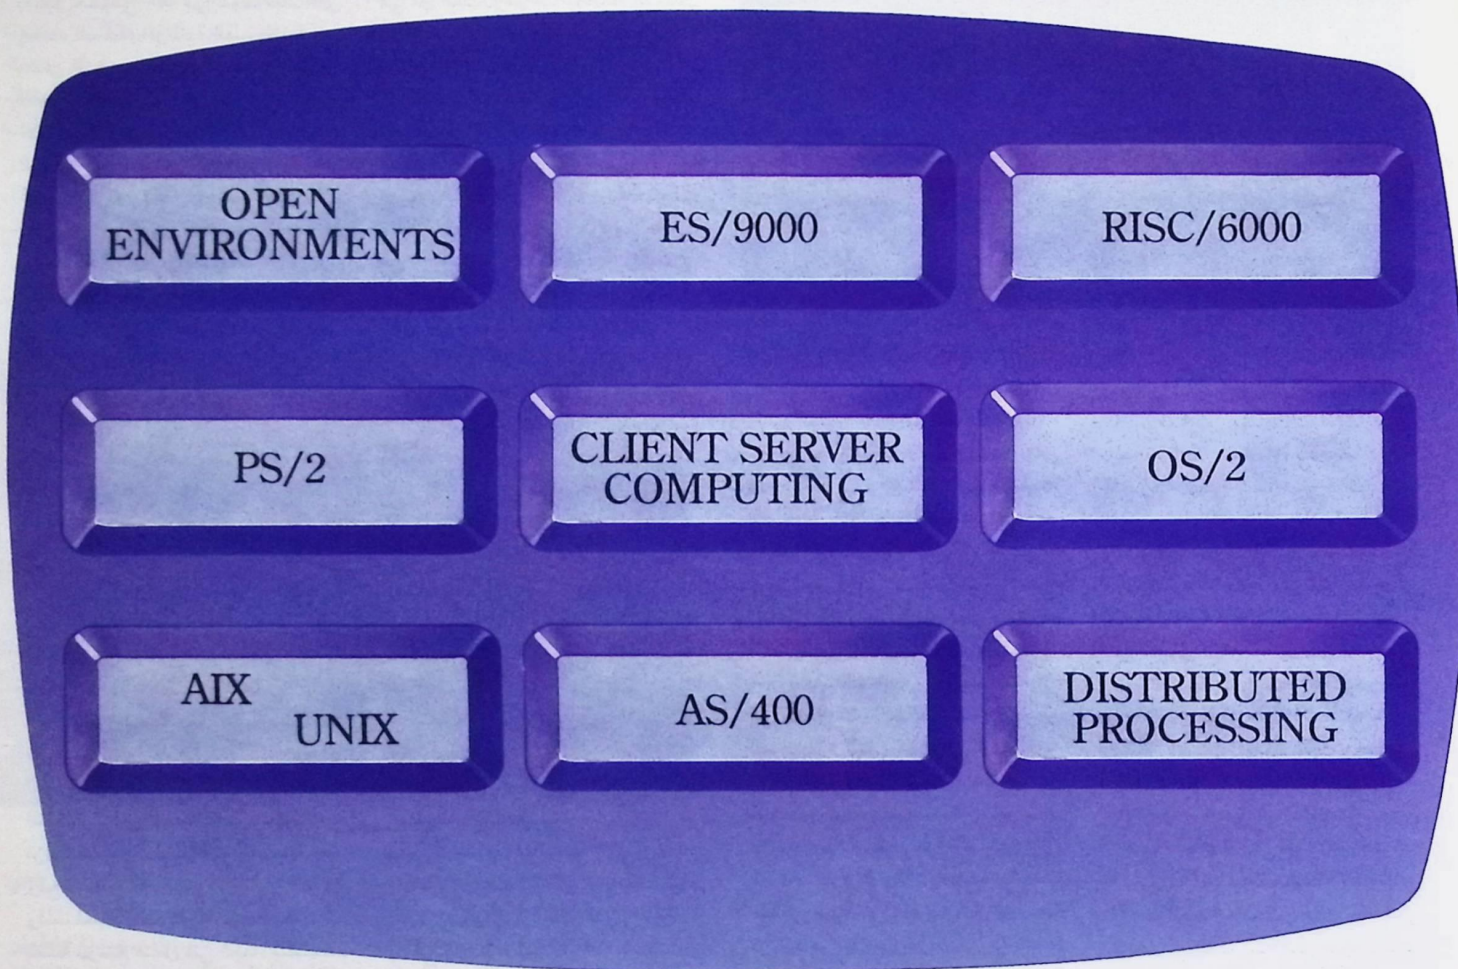 OPEN
ENVIRONMENTS
ES/9000
RISC/6000
PS/2
CLIENT SERVER
COMPUTING
OS/2
AIX
UNIX
AS/400
DISTRIBUTED
PROCESSING